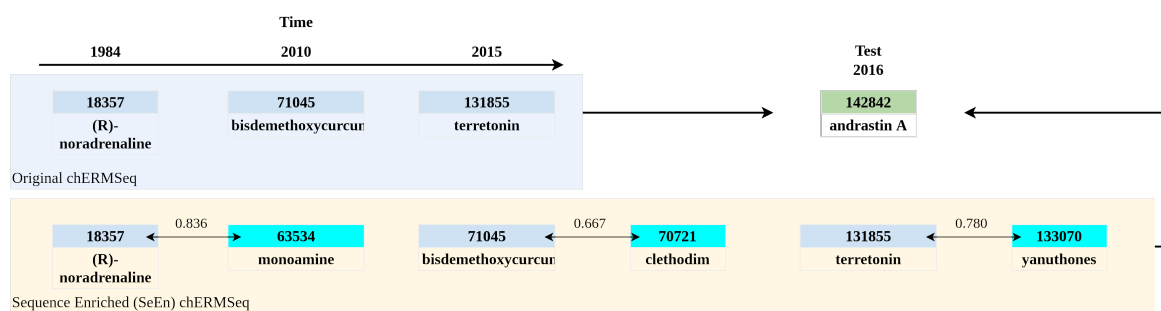 Time
1984 2010 2015 Test
2016
18357 71045 131855 142842
(R)-
noradrenaline bisdemethoxycurcun terretonin andrastin A
Original chERMSeq
0.836 0.667 0.780
18357 63534 71045 70721 131855 133070
(R)-
noradrenaline monoamine bisdemethoxycurcun clethodim terretonin yanuthones
Sequence Enriched (SeEn) chERMSeq